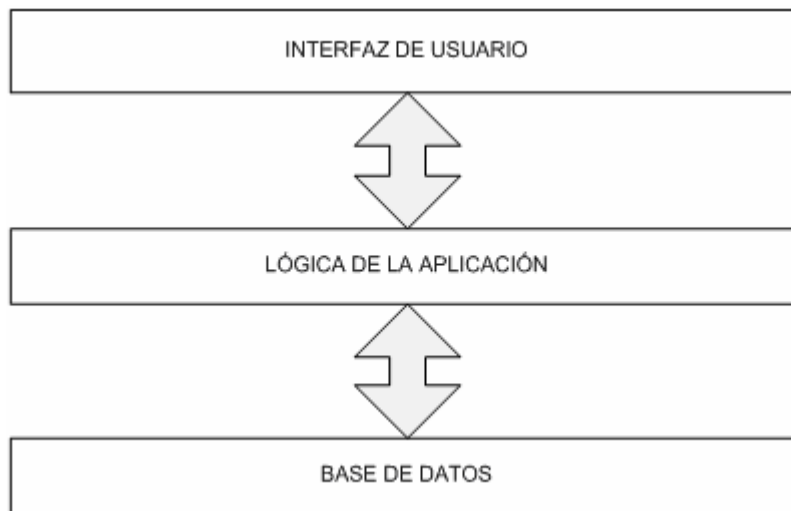 INTERFAZ DE USUARIO
LÓGICA DE LA APLICACIÓN
BASE DE DATOS